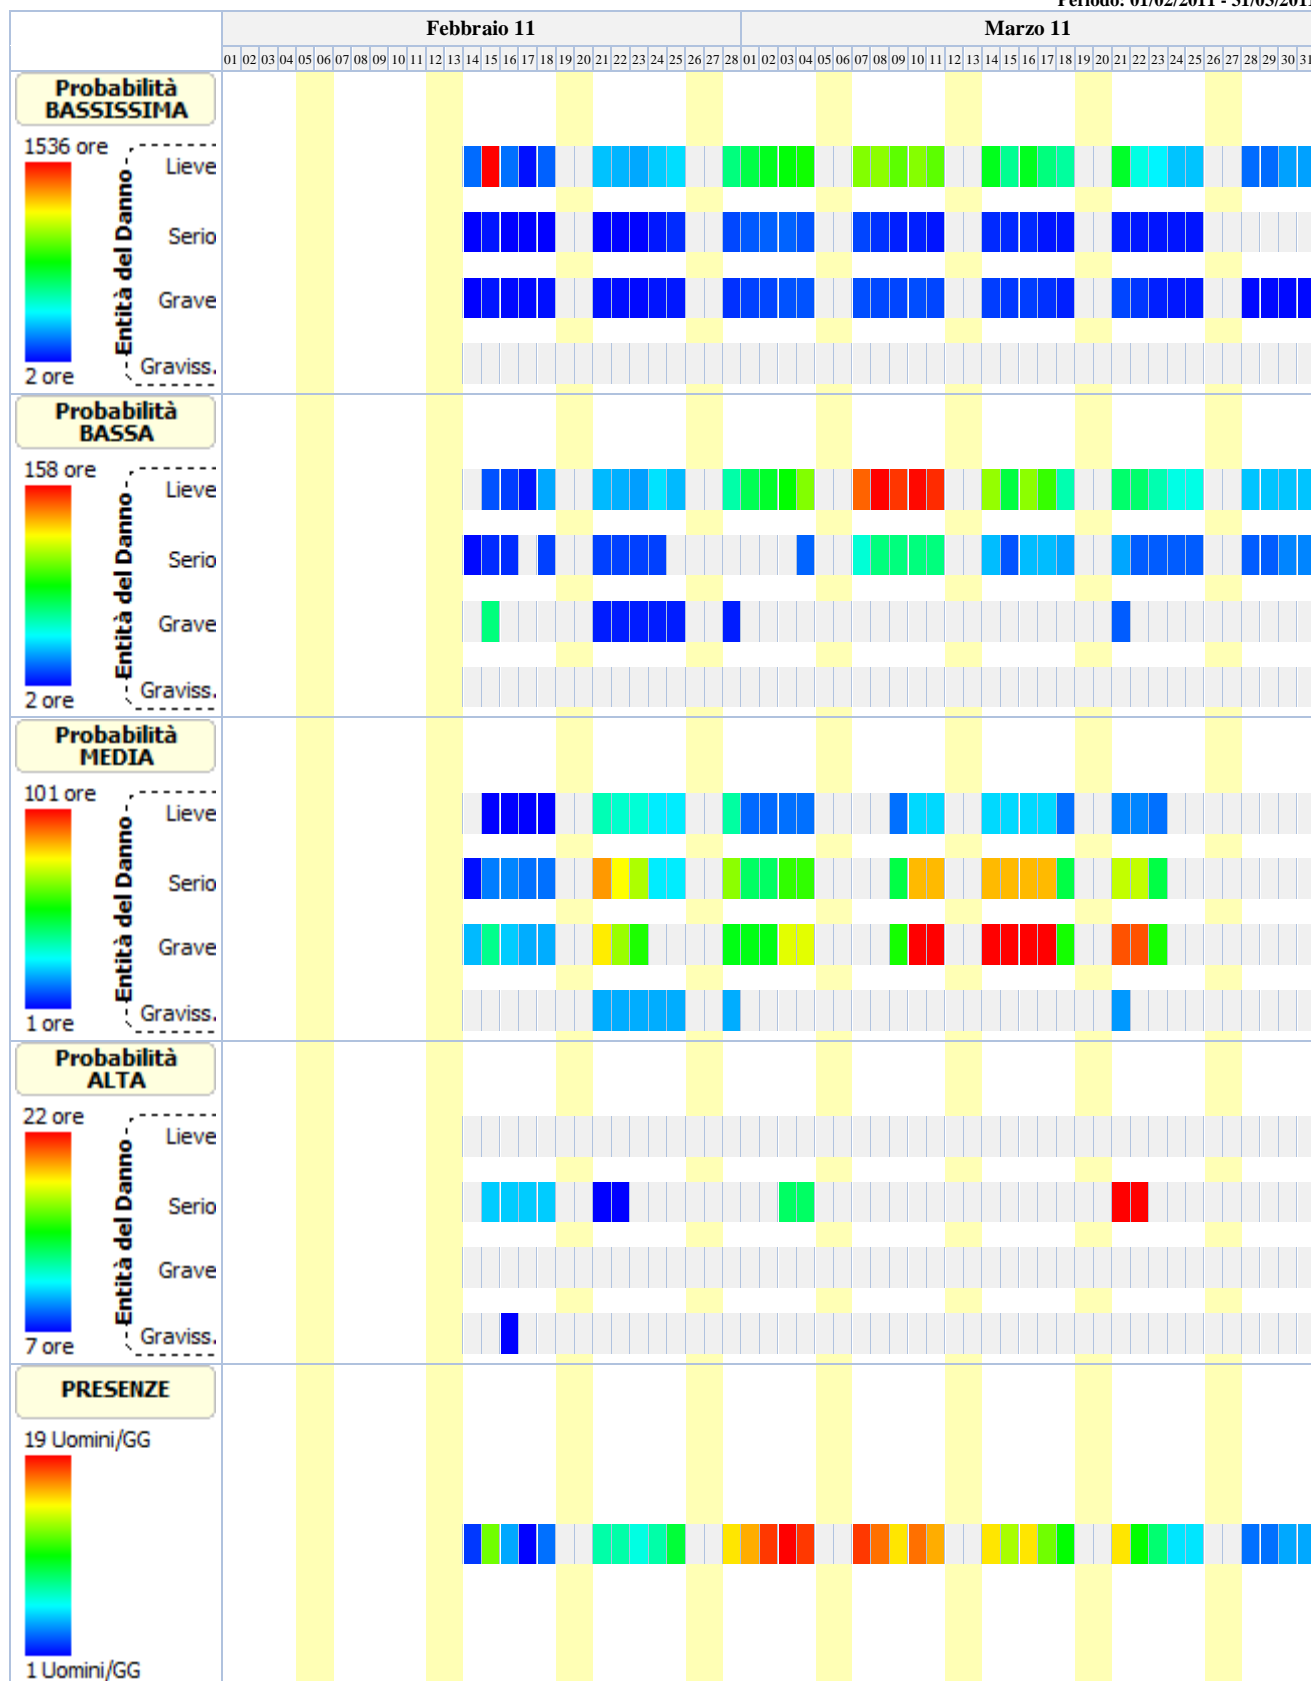 Periodo: 01/02/2011 - 31/03/2011
Febbraio 11 Marzo 11
01 02 03 04 05 06 07 08 09 10 11 12 13 14 15 16 17 18 19 20 21 22 23 24 25 26 27 28 01 02 03 04 05 06 07 08 09 10 11 12 13 14 15 16 17 18 19 20 21 22 23 24 25 26 27 28 29 30 31
Probabilità
BASSISSIMA
1536 ore
Entità del Danno
Lieve
Serio
Grave
Graviss.
2 ore
Probabilità
BASSA
158 ore
Entità del Danno
Lieve
Serio
Grave
Graviss.
2 ore
Probabilità
MEDIA
101 ore
Entità del Danno
Lieve
Serio
Grave
Graviss.
1 ore
Probabilità
ALTA
22 ore
Entità del Danno
Lieve
Serio
Grave
Graviss.
7 ore
PRESENZE
19 Uomini/GG
1 Uomini/GG